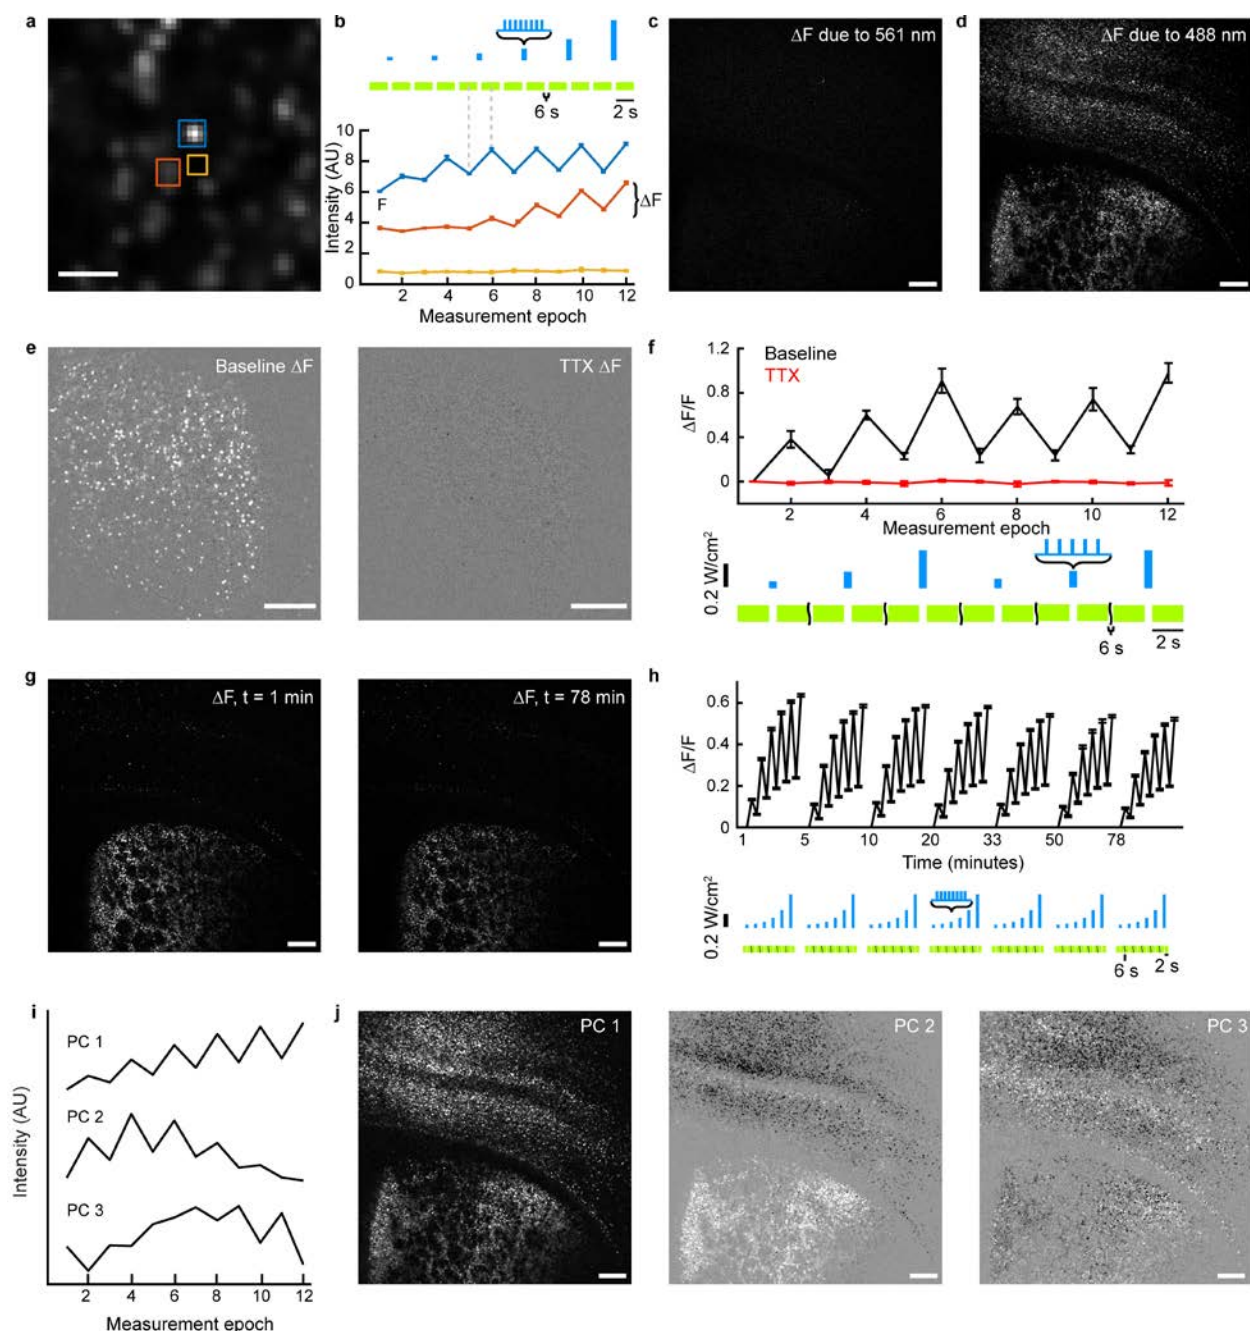 a
b
6 s
2 s
Intensity (AU)
10
8
6
4
2
0
F
ΔF
2
4
6
8
10
12
Measurement epoch
c
ΔF due to 561 nm
d
ΔF due to 488 nm
e
Baseline ΔF
TTX ΔF
f
Baseline
TTX
ΔF/F
1.2
0.8
0.4
0
2
4
6
8
10
12
Measurement epoch
0.2 W/cm²
6 s
2 s
g
ΔF, t = 1 min
ΔF, t = 78 min
h
ΔF/F
0.6
0.4
0.2
0
1
5
10
20
33
50
78
Time (minutes)
0.2 W/cm²
6 s
2 s
i
PC 1
PC 2
PC 3
Intensity (AU)
2
4
6
8
10
12
Measurement epoch
j
PC 1
PC 2
PC 3